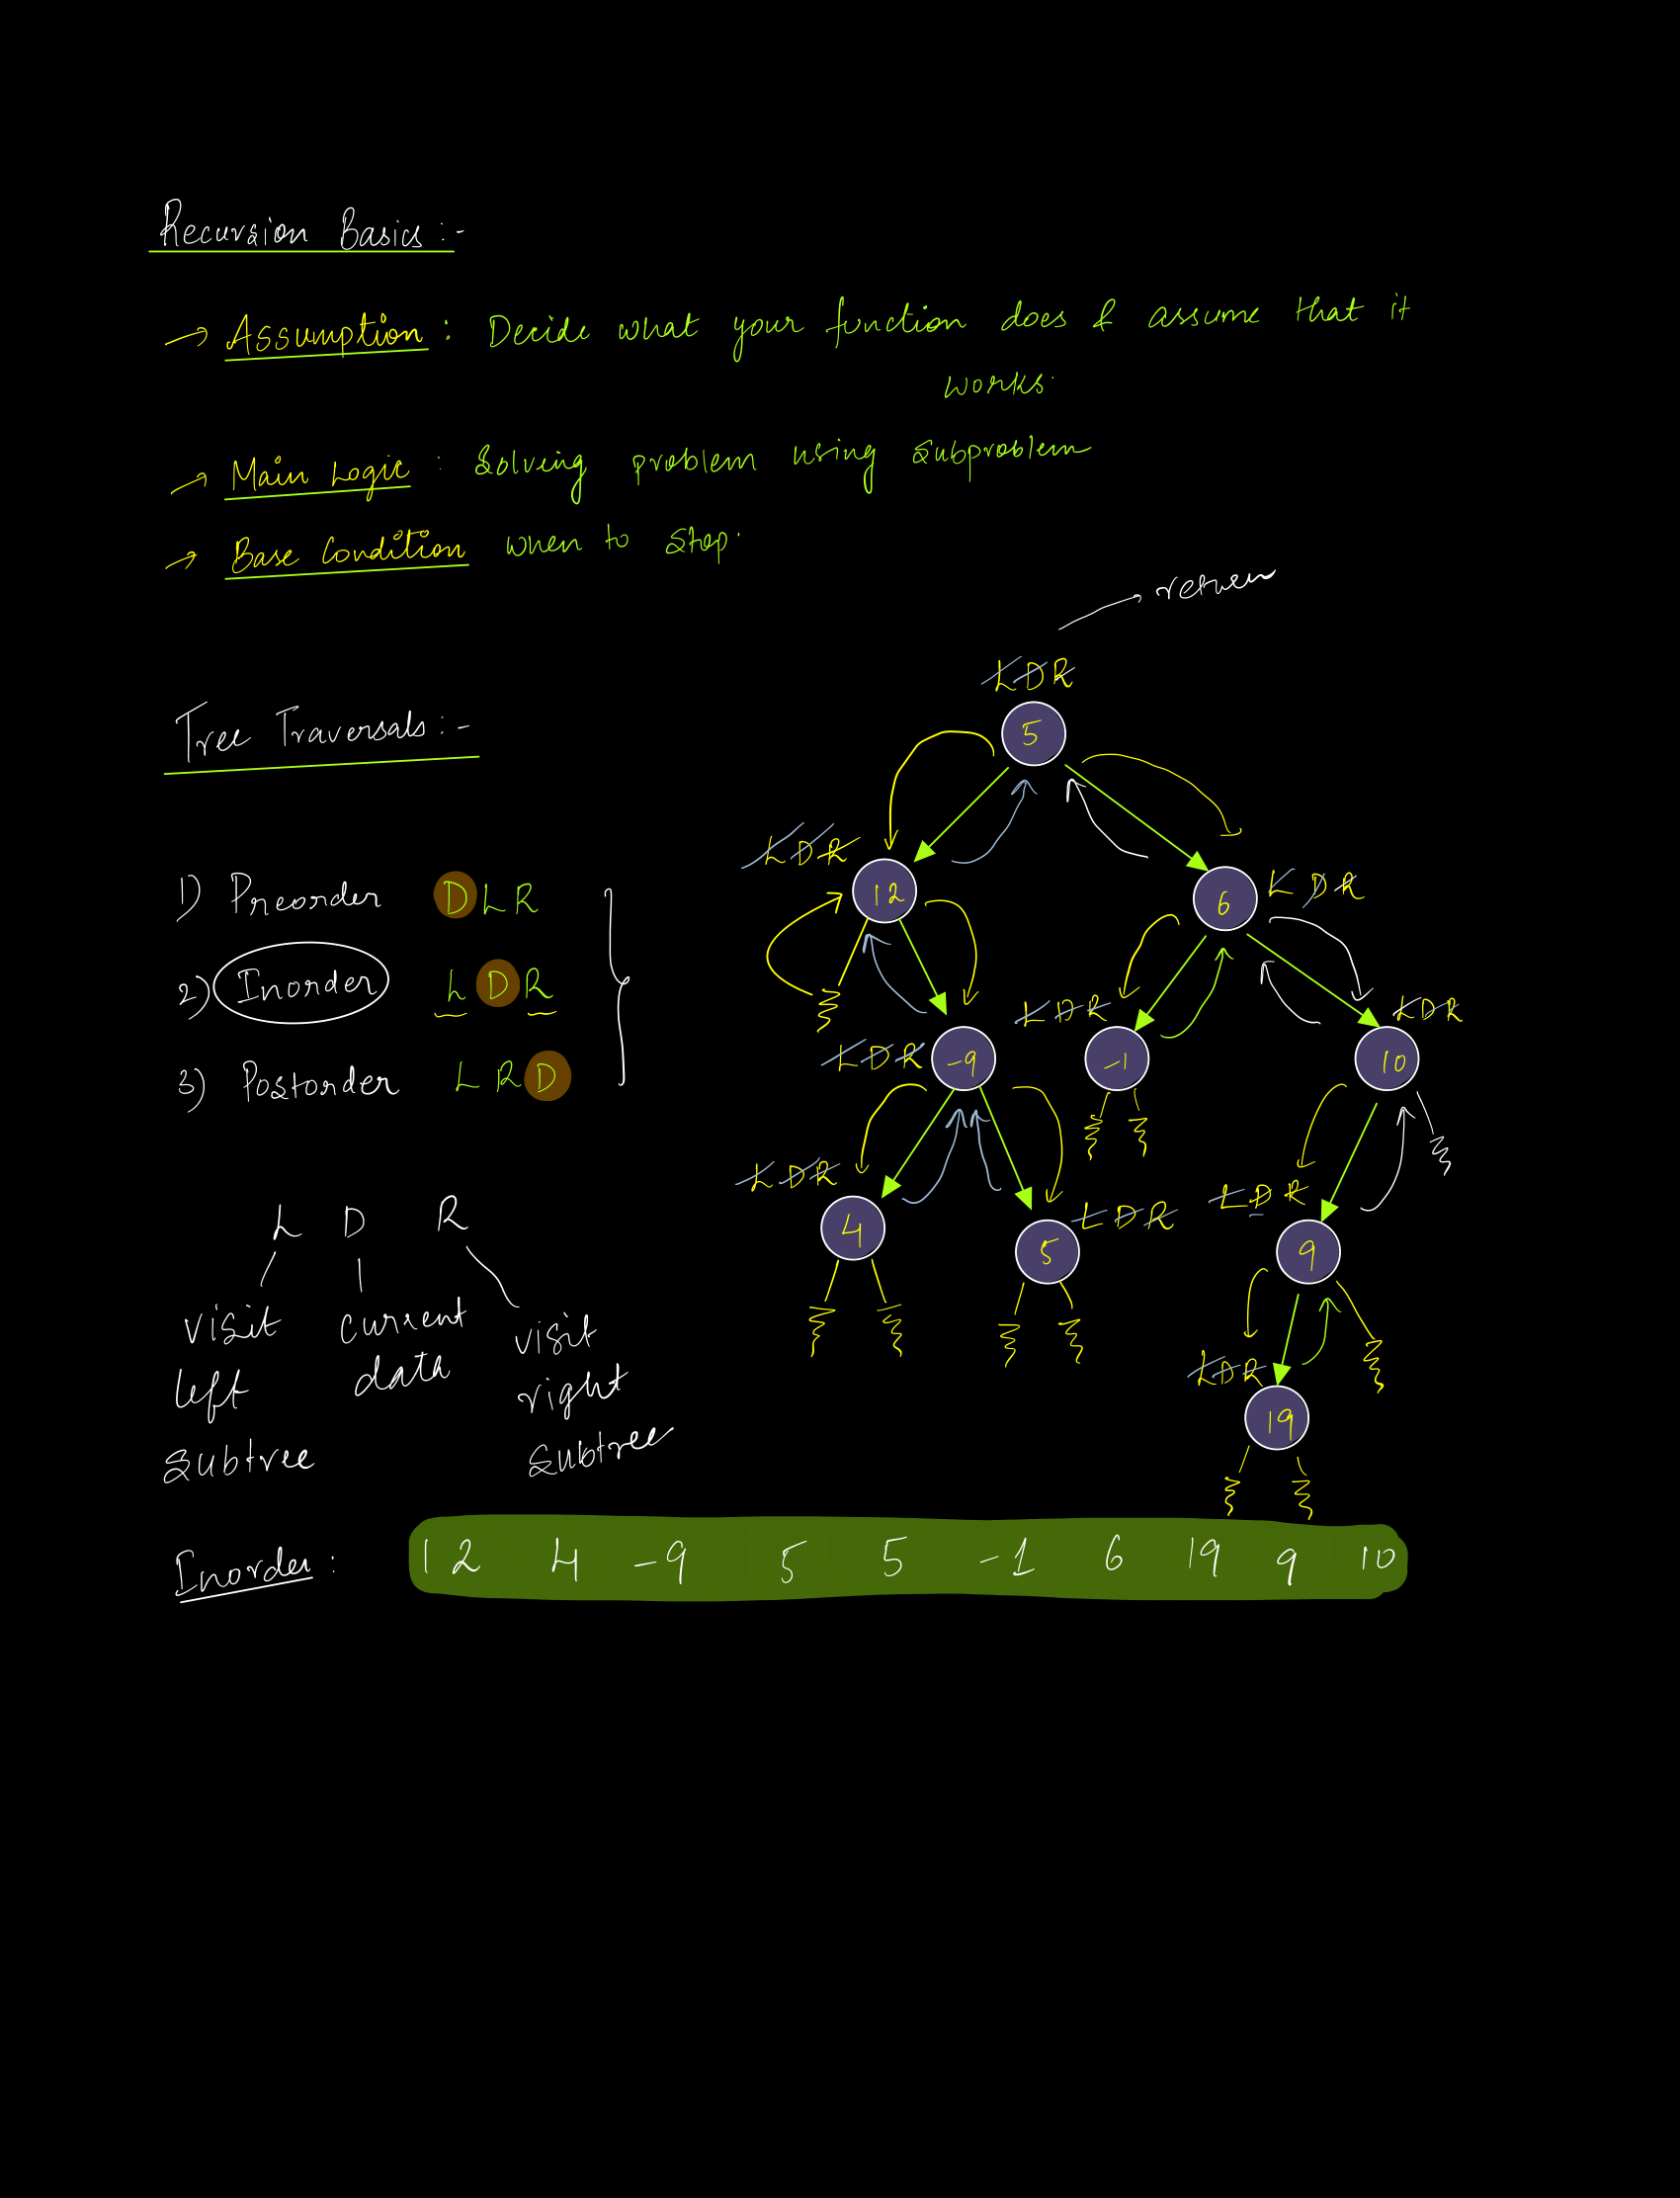 Recursion Basics :-
→ Assumption : Decide what your function does & assume that it
works.
→ Main Logic : Solving problem using subproblem
→ Base Condition when to stop.
→ return
Tree Traversals :-
LDR
5
LDR
12
6
LDR
1) Preorder DLR
2) Inorder LDR
3) Postorder LRD
LDR
LDR
LDR
-9
-1
10
LDR
LDR
LDR
4
5
9
LDR
19
L D R
visit
left
subtree
current
data
visit
right
subtree
Inorder : 12 4 -9 5 5 -1 6 19 9 10